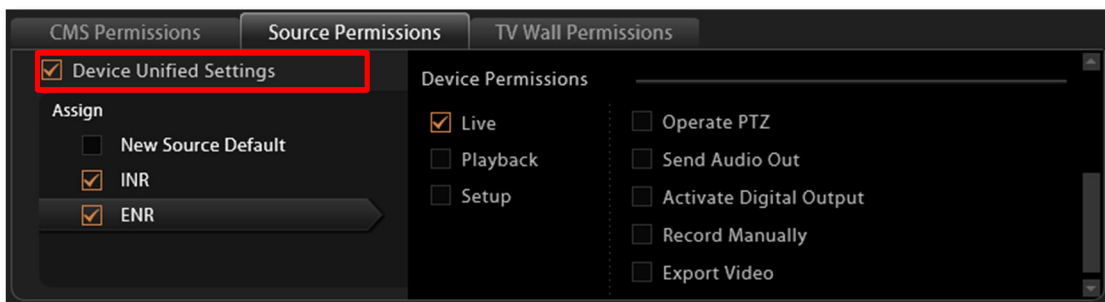 CMS Permissions
Source Permissions
TV Wall Permissions
Device Unified Settings
Assign
New Source Default
INR
ENR
Device Permissions
Live
Playback
Setup
Operate PTZ
Send Audio Out
Activate Digital Output
Record Manually
Export Video